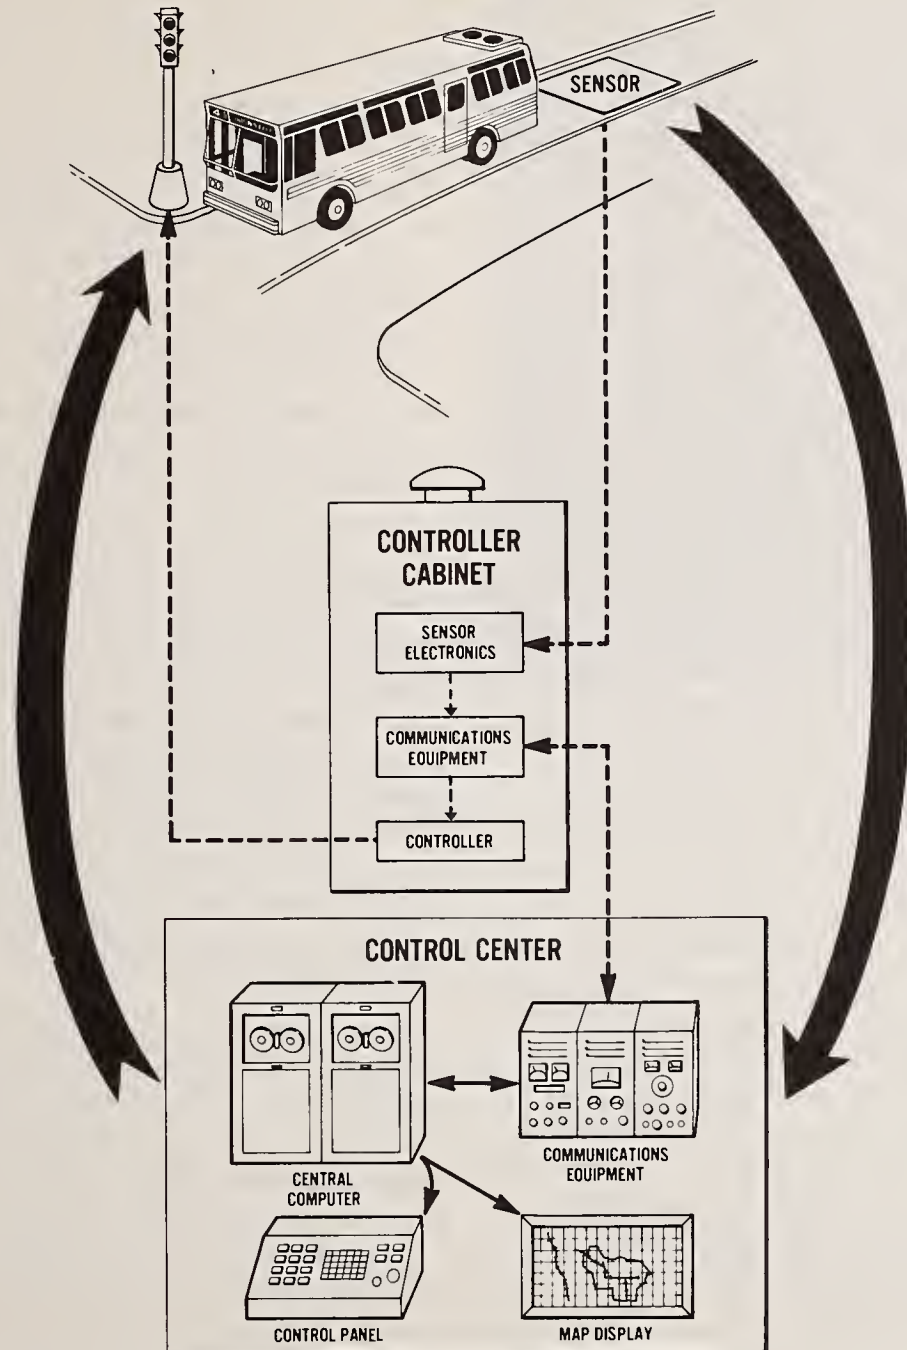 SENSOR
CONTROLLER
CABINET
SENSOR
ELECTRONICS
COMMUNICATIONS
EQUIPMENT
CONTROLLER
CONTROL CENTER
CENTRAL
COMPUTER
COMMUNICATIONS
EQUIPMENT
CONTROL PANEL
MAP DISPLAY